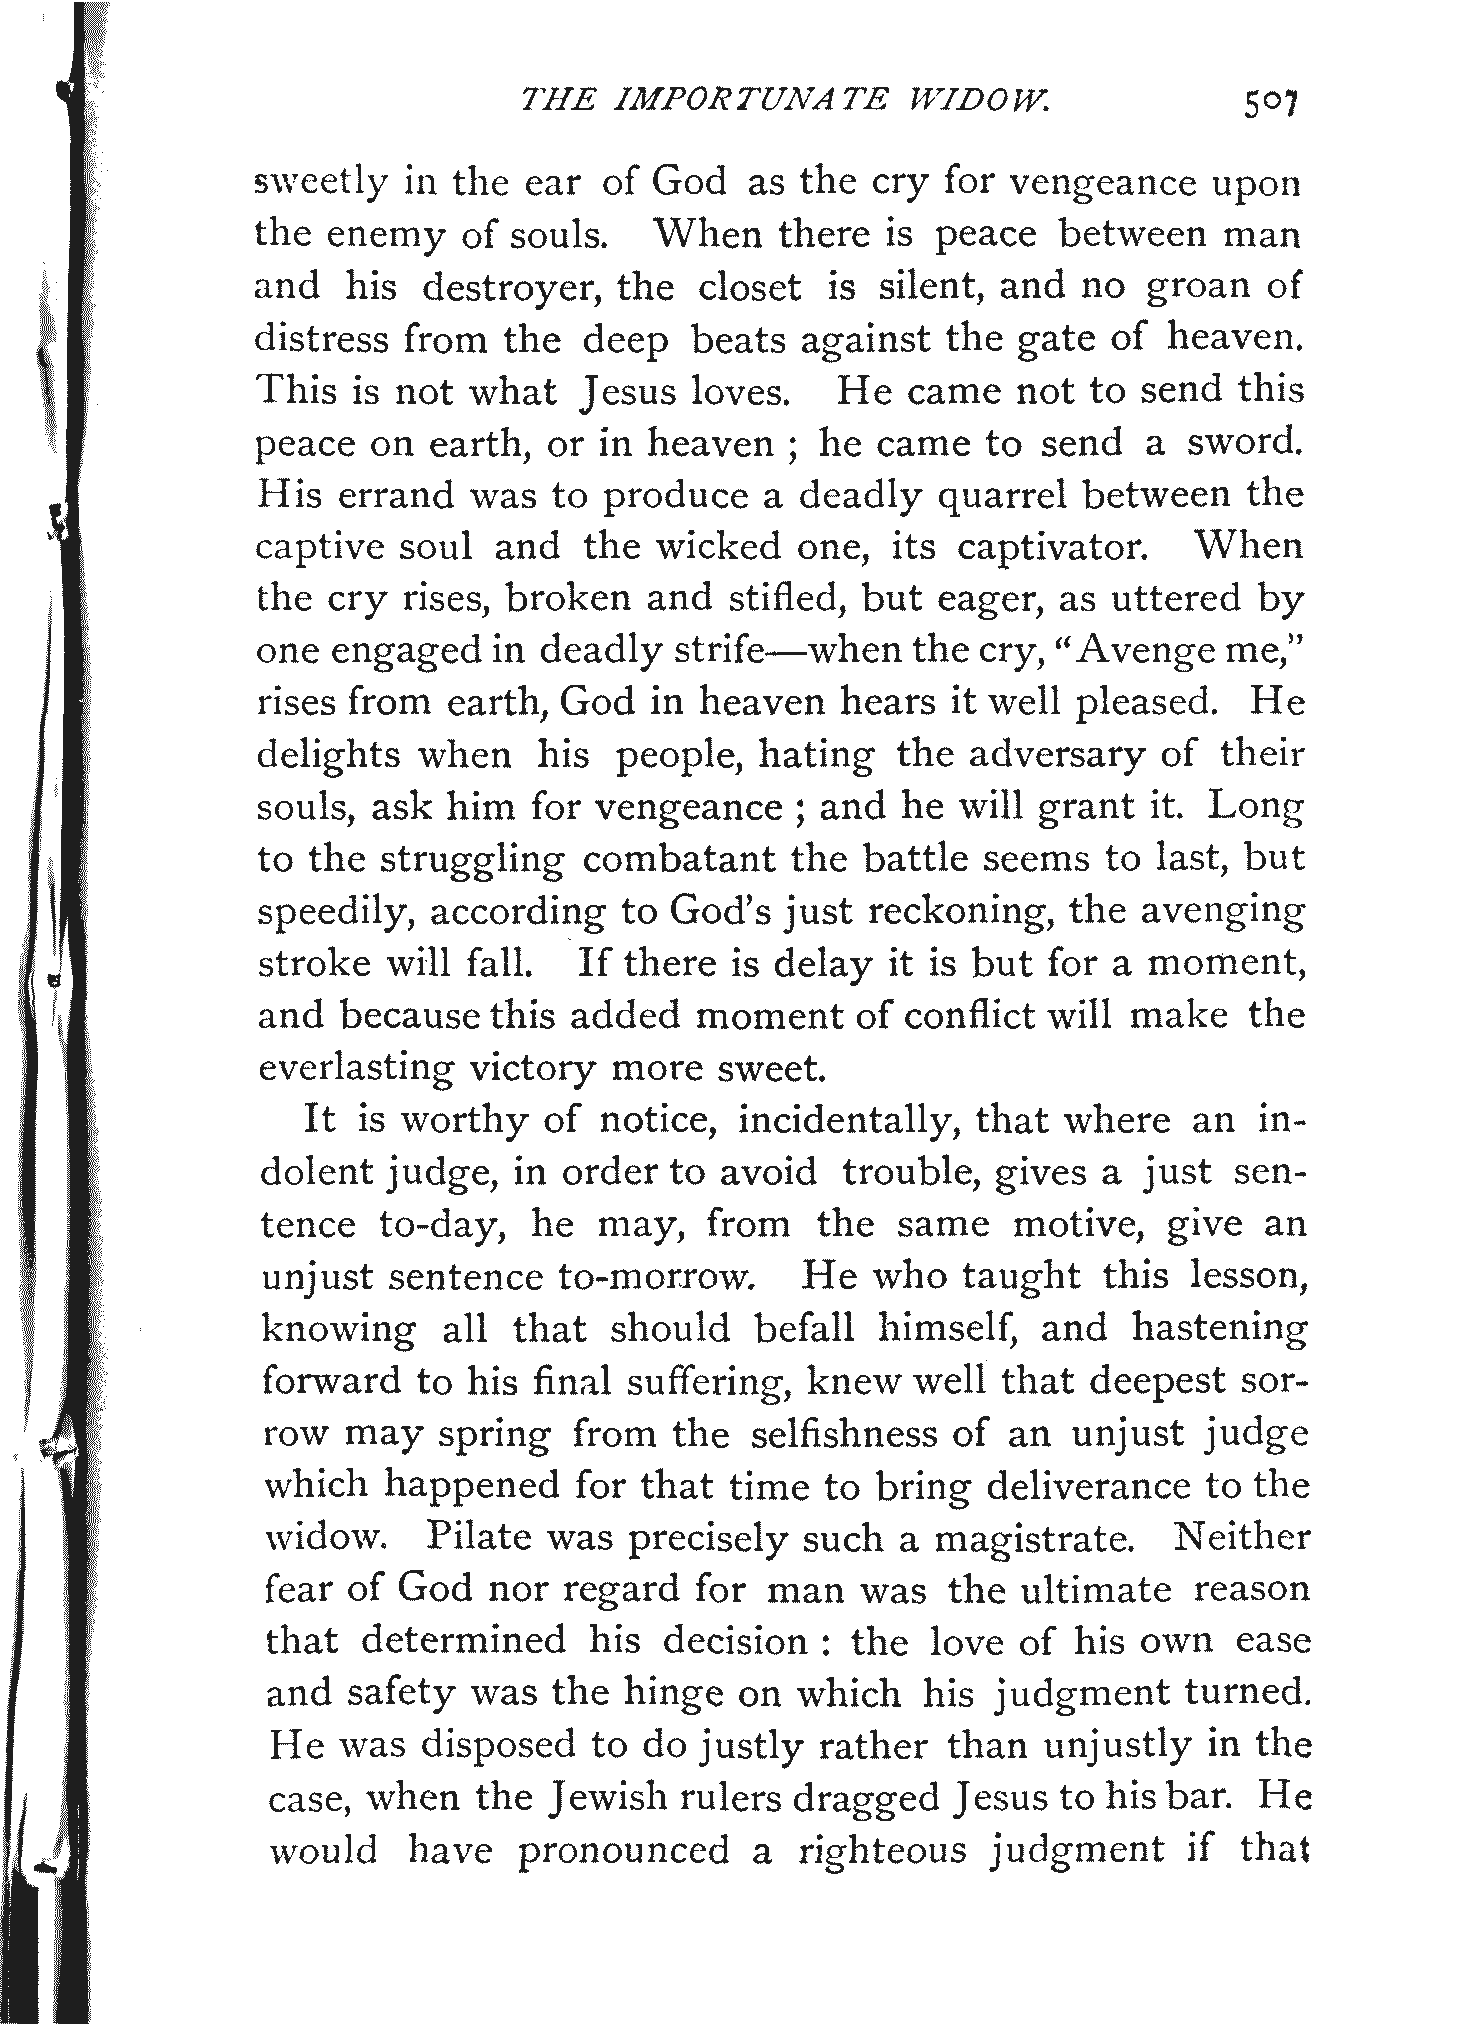 THE IMPORTUNATE WIDOW. 507
sweetly in the ear of God as the cry for vengeance upon
the enemy of souls. When there is peace between man
and his destroyer, the closet is silent, and no groan of
distress from the deep beats against the gate of heaven.
This is not what Jesus loves. He came not to send this
peace on earth, or in heaven ; he came to send a sword.
His errand was to produce a deadly quarrel between the
captive soul and the wicked one, its captivator. When
the cry rises, broken and stifled, but eager, as uttered by
one engaged in deadly strife—when the cry, “Avenge me,”
rises from earth, God in heaven hears it well pleased. He
delights when his people, hating the adversary of their
souls, ask him for vengeance ; and he will grant it. Long
to the struggling combatant the battle seems to last, but
speedily, according to God's just reckoning, the avenging
stroke will fall. If there is delay it is but for a moment,
and because this added moment of conflict will make the
everlasting victory more sweet.
It is worthy of notice, incidentally, that where an in-
dolent judge, in order to avoid trouble, gives a just sen-
tence to-day, he may, from the same motive, give an
unjust sentence to-morrow. He who taught this lesson,
knowing all that should befall himself, and hastening
forward to his final suffering, knew well that deepest sor-
row may spring from the selfishness of an unjust judge
which happened for that time to bring deliverance to the
widow. Pilate was precisely such a magistrate. Neither
fear of God nor regard for man was the ultimate reason
that determined his decision : the love of his own ease
and safety was the hinge on which his judgment turned.
He was disposed to do justly rather than unjustly in the
case, when the Jewish rulers dragged Jesus to his bar. He
would have pronounced a righteous judgment if that